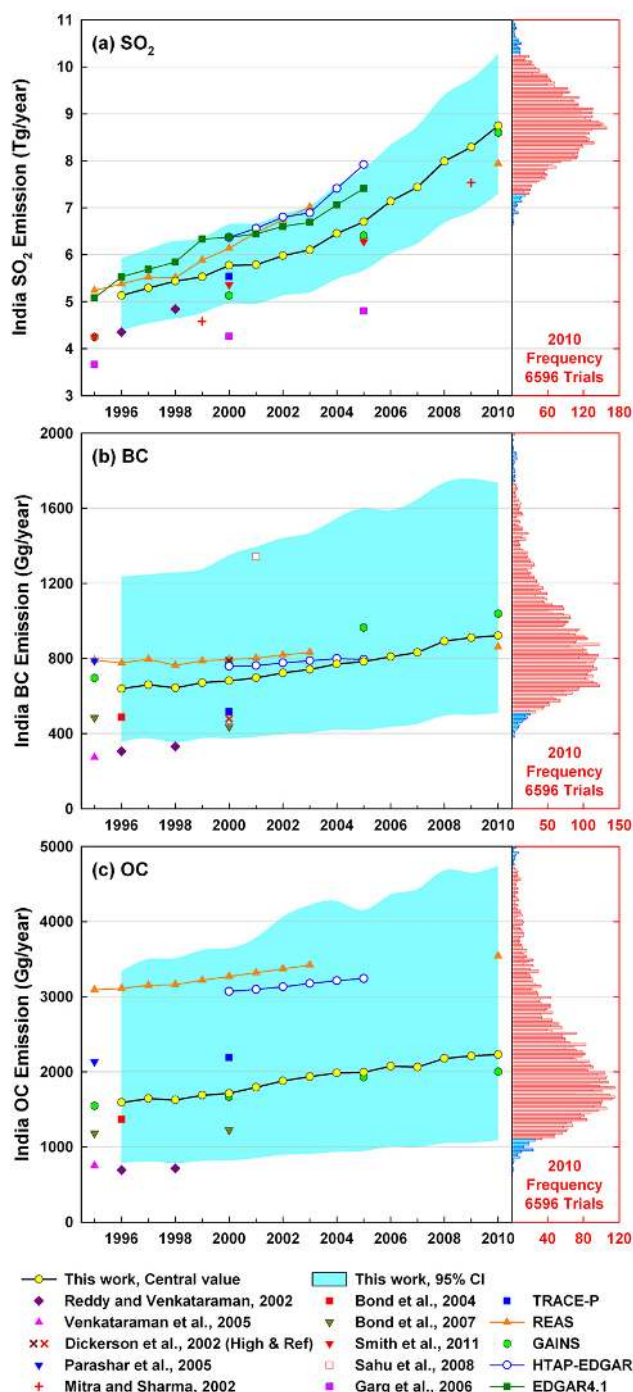 (a) SO2
India SO2 Emission (Tg/year)
11
10
9
8
7
6
5
4
3
1996 1998 2000 2002 2004 2006 2008 2010
2010
Frequency
6596 Trials
60 120 180
(b) BC
India BC Emission (Gg/year)
2000
1600
1200
800
400
0
1996 1998 2000 2002 2004 2006 2008 2010
2010
Frequency
6596 Trials
50 100 150
(c) OC
India OC Emission (Gg/year)
5000
4000
3000
2000
1000
0
1996 1998 2000 2002 2004 2006 2008 2010
2010
Frequency
6596 Trials
40 80 120
This work, Central value
This work, 95% CI
Reddy and Venkataraman, 2002
Bond et al., 2004
TRACE-P
Venkataraman et al., 2005
Bond et al., 2007
REAS
Dickerson et al., 2002 (High & Ref)
Smith et al., 2011
GAINS
Parashar et al., 2005
Sahu et al., 2008
HTAP-EDGAR
Mitra and Sharma, 2002
Garg et al., 2006
EDGAR4.1